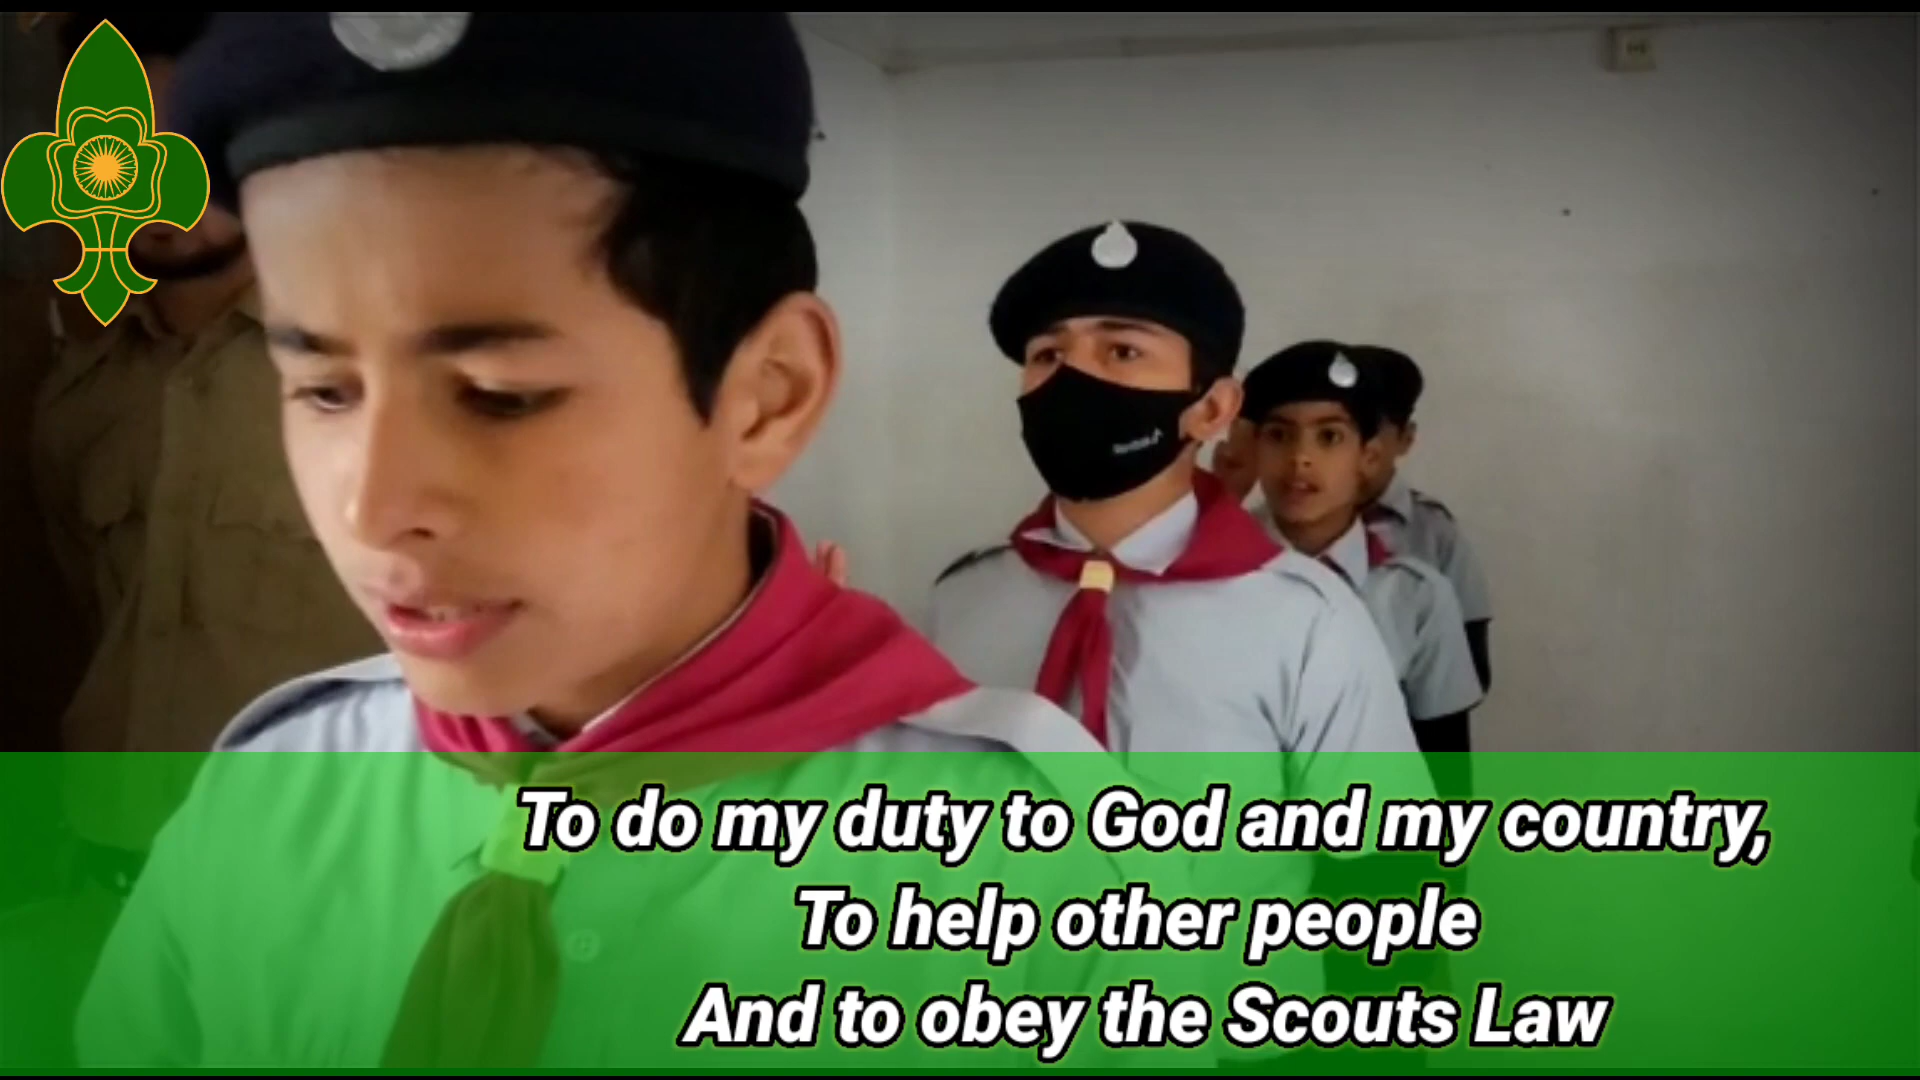 To do my duty to God and my country,
To help other people
And to obey the Scouts Law